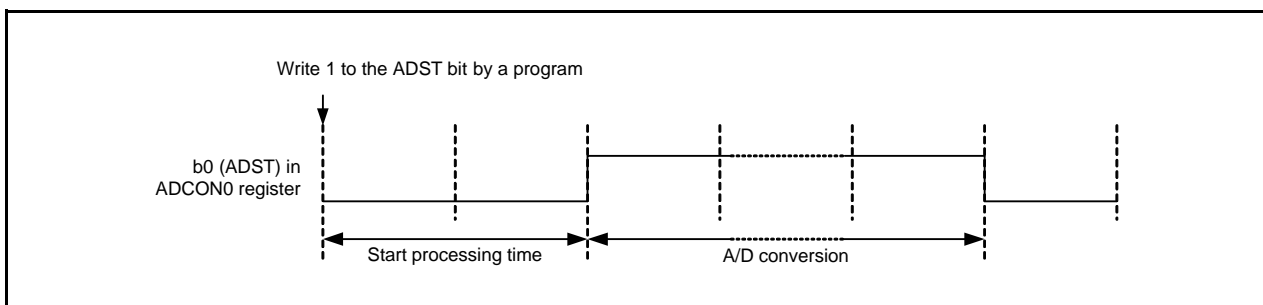 Write 1 to the ADST bit by a program
b0 (ADST) in
ADCON0 register
Start processing time
A/D conversion